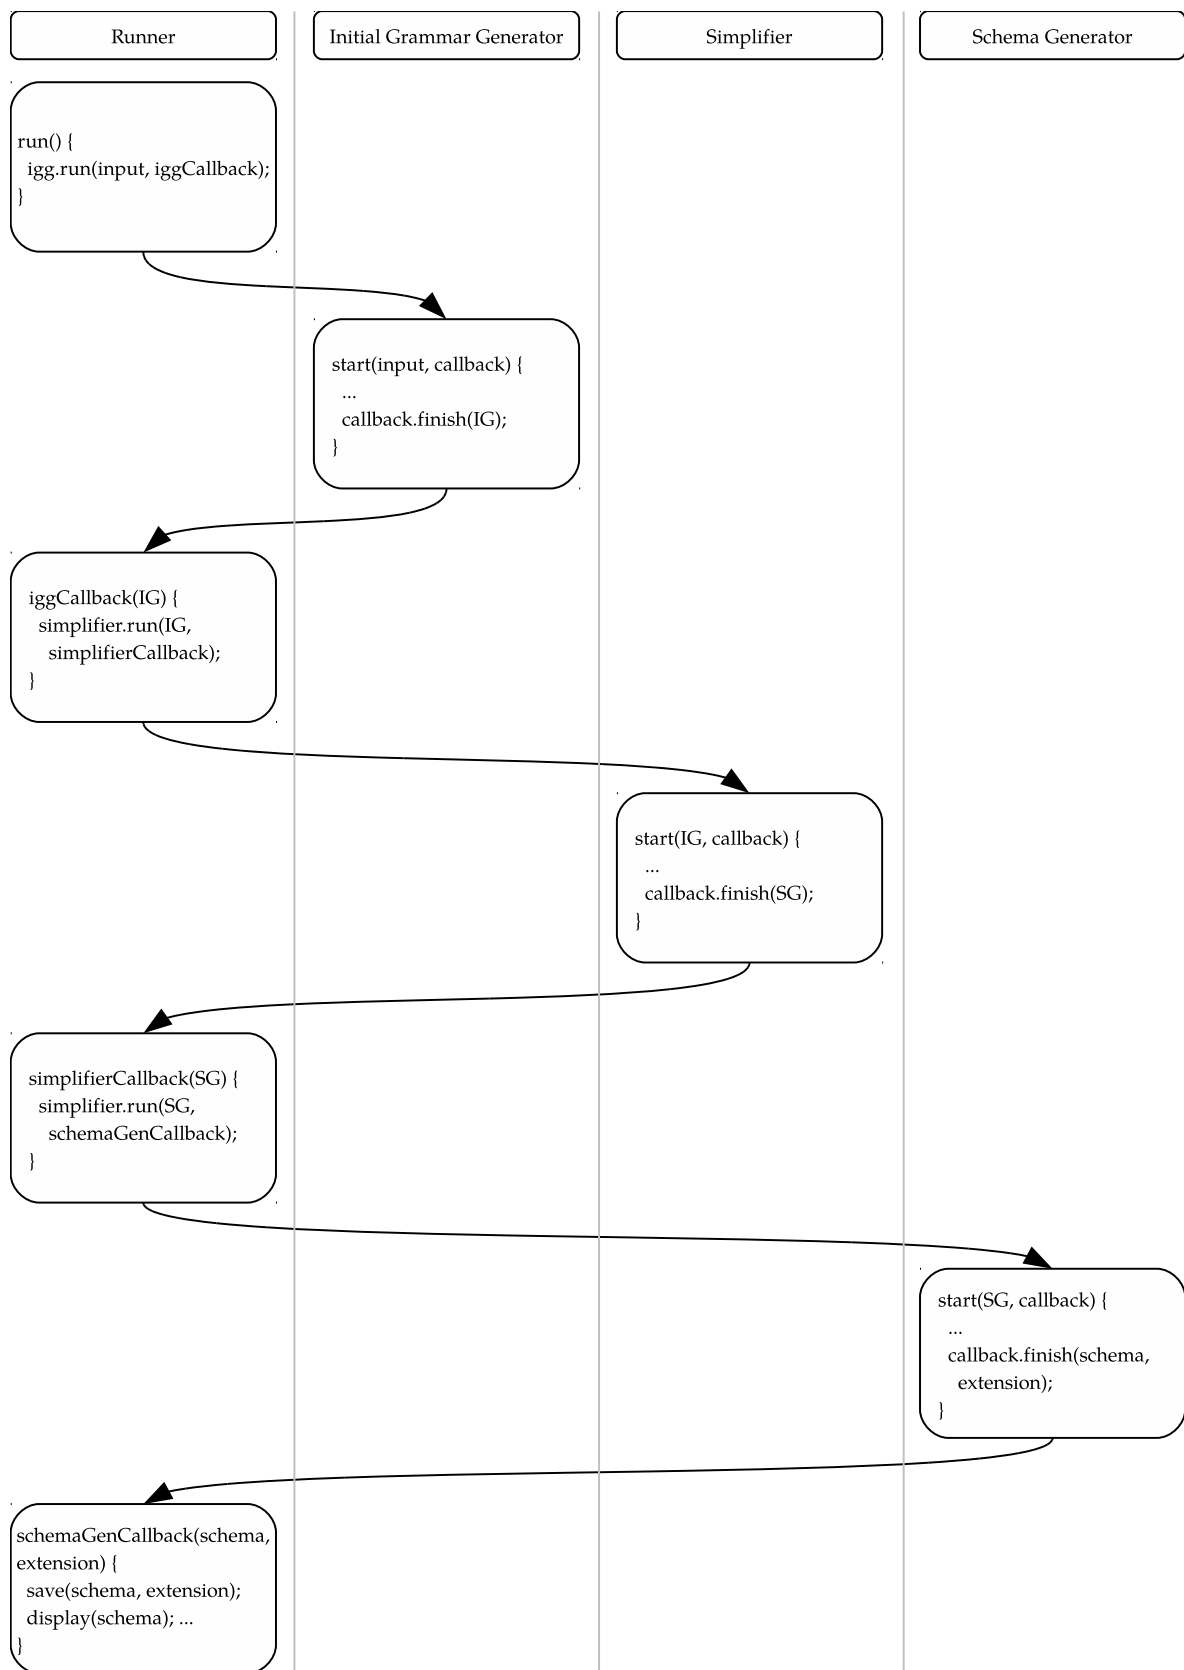 Runner
Initial Grammar Generator
Simplifier
Schema Generator
run() {
igg.run(input, iggCallback);
}
start(input, callback) {
...
callback.finish(IG);
}
iggCallback(IG) {
simplifier.run(IG,
simplifierCallback);
}
start(IG, callback) {
...
callback.finish(SG);
}
simplifierCallback(SG) {
simplifier.run(SG,
schemaGenCallback);
}
start(SG, callback) {
...
callback.finish(schema,
extension);
}
schemaGenCallback(schema,
extension) {
save(schema, extension);
display(schema); ...
}